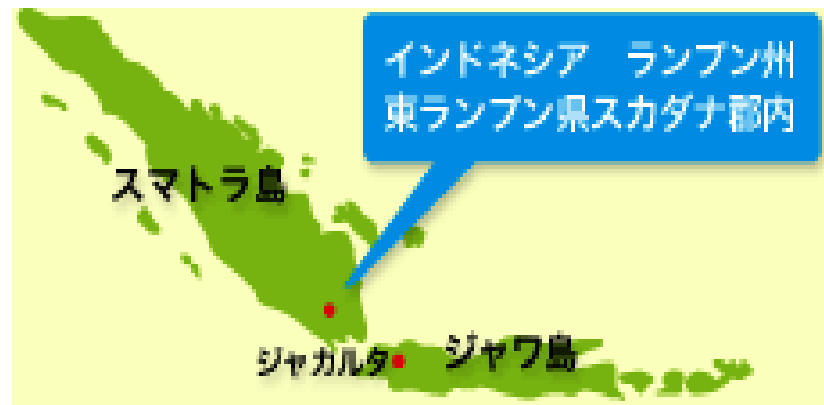 インドネシア　ランプン州
東ランプン県スカダナ郡内
スマトラ島
ジャカルタ
ジャワ島